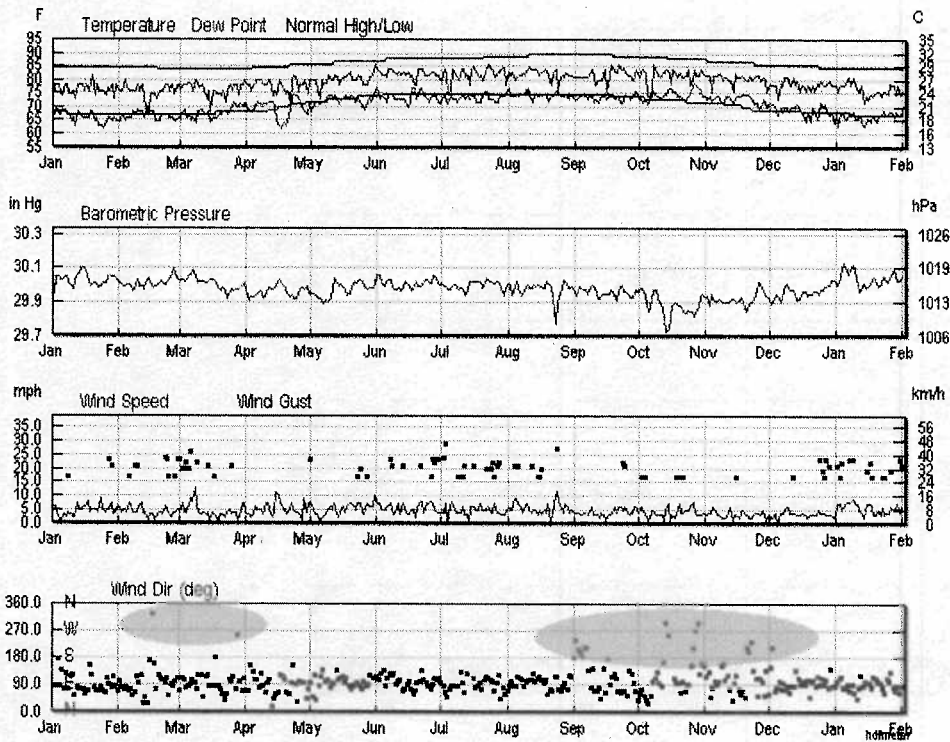 F Temperature Dew Point Normal High/Low C
95 35
90 32
85
80 27
75 24
70 21
65 18
60 16
55 13
Jan Feb Mar Apr May Jun Jul Aug Sep Oct Nov Dec Jan Feb
in Hg Barometric Pressure hPa
30.3 1026
30.1 1019
29.9 1013
29.7 1006
Jan Feb Mar Apr May Jun Jul Aug Sep Oct Nov Dec Jan Feb
mph Wind Speed Wind Gust km/h
35.0 56
30.0 48
25.0 40
20.0 32
15.0 24
10.0 16
5.0 8
0.0 0
Jan Feb Mar Apr May Jun Jul Aug Sep Oct Nov Dec Jan Feb
Wind Dir (deg)
360.0 N
270.0 W
180.0 S
90.0
0.0 N
Jan Feb Mar Apr May Jun Jul Aug Sep Oct Nov Dec Jan Feb